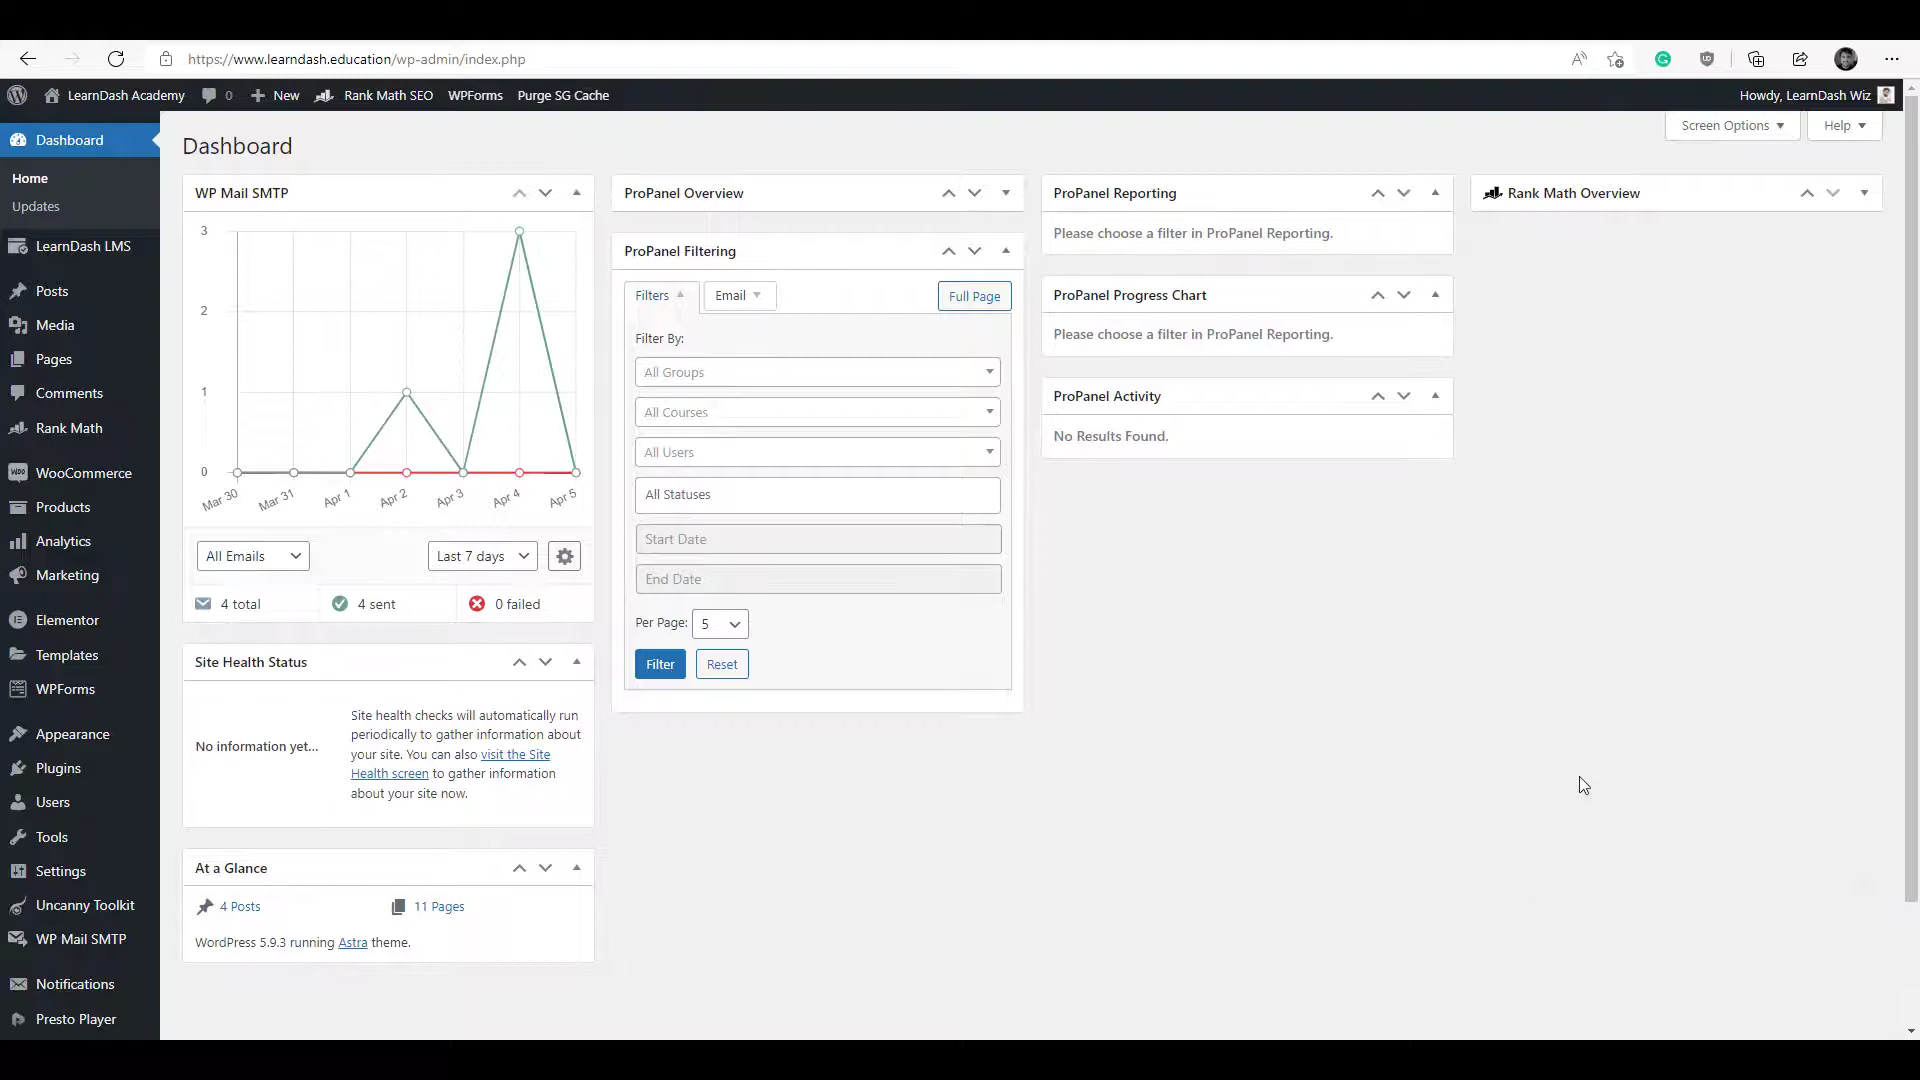 https://www.learndash.education/wp-admin/index.php
LearnDash Academy 0 New Rank Math SEO WPForms Purge SG Cache Howdy, LearnDash Wiz
Screen Options Help
Dashboard
Home
Updates
LearnDash LMS
Posts
Media
Pages
Comments
Rank Math
WooCommerce
Products
Analytics
Marketing
Elementor
Templates
WPForms
Appearance
Plugins
Users
Tools
Settings
Uncanny Toolkit
WP Mail SMTP
Notifications
Presto Player
Dashboard
WP Mail SMTP
3
2
1
0
Mar 30 Mar 31 Apr 1 Apr 2 Apr 3 Apr 4 Apr 5
All Emails Last 7 days
4 total 4 sent 0 failed
Site Health Status
No information yet...
Site health checks will automatically run
periodically to gather information about
your site. You can also visit the Site
Health screen to gather information
about your site now.
At a Glance
4 Posts 11 Pages
WordPress 5.9.3 running Astra theme.
ProPanel Overview
ProPanel Filtering
Filters Email Full Page
Filter By:
All Groups
All Courses
All Users
All Statuses
Start Date
End Date
Per Page: 5
Filter Reset
ProPanel Reporting
Please choose a filter in ProPanel Reporting.
ProPanel Progress Chart
Please choose a filter in ProPanel Reporting.
ProPanel Activity
No Results Found.
Rank Math Overview